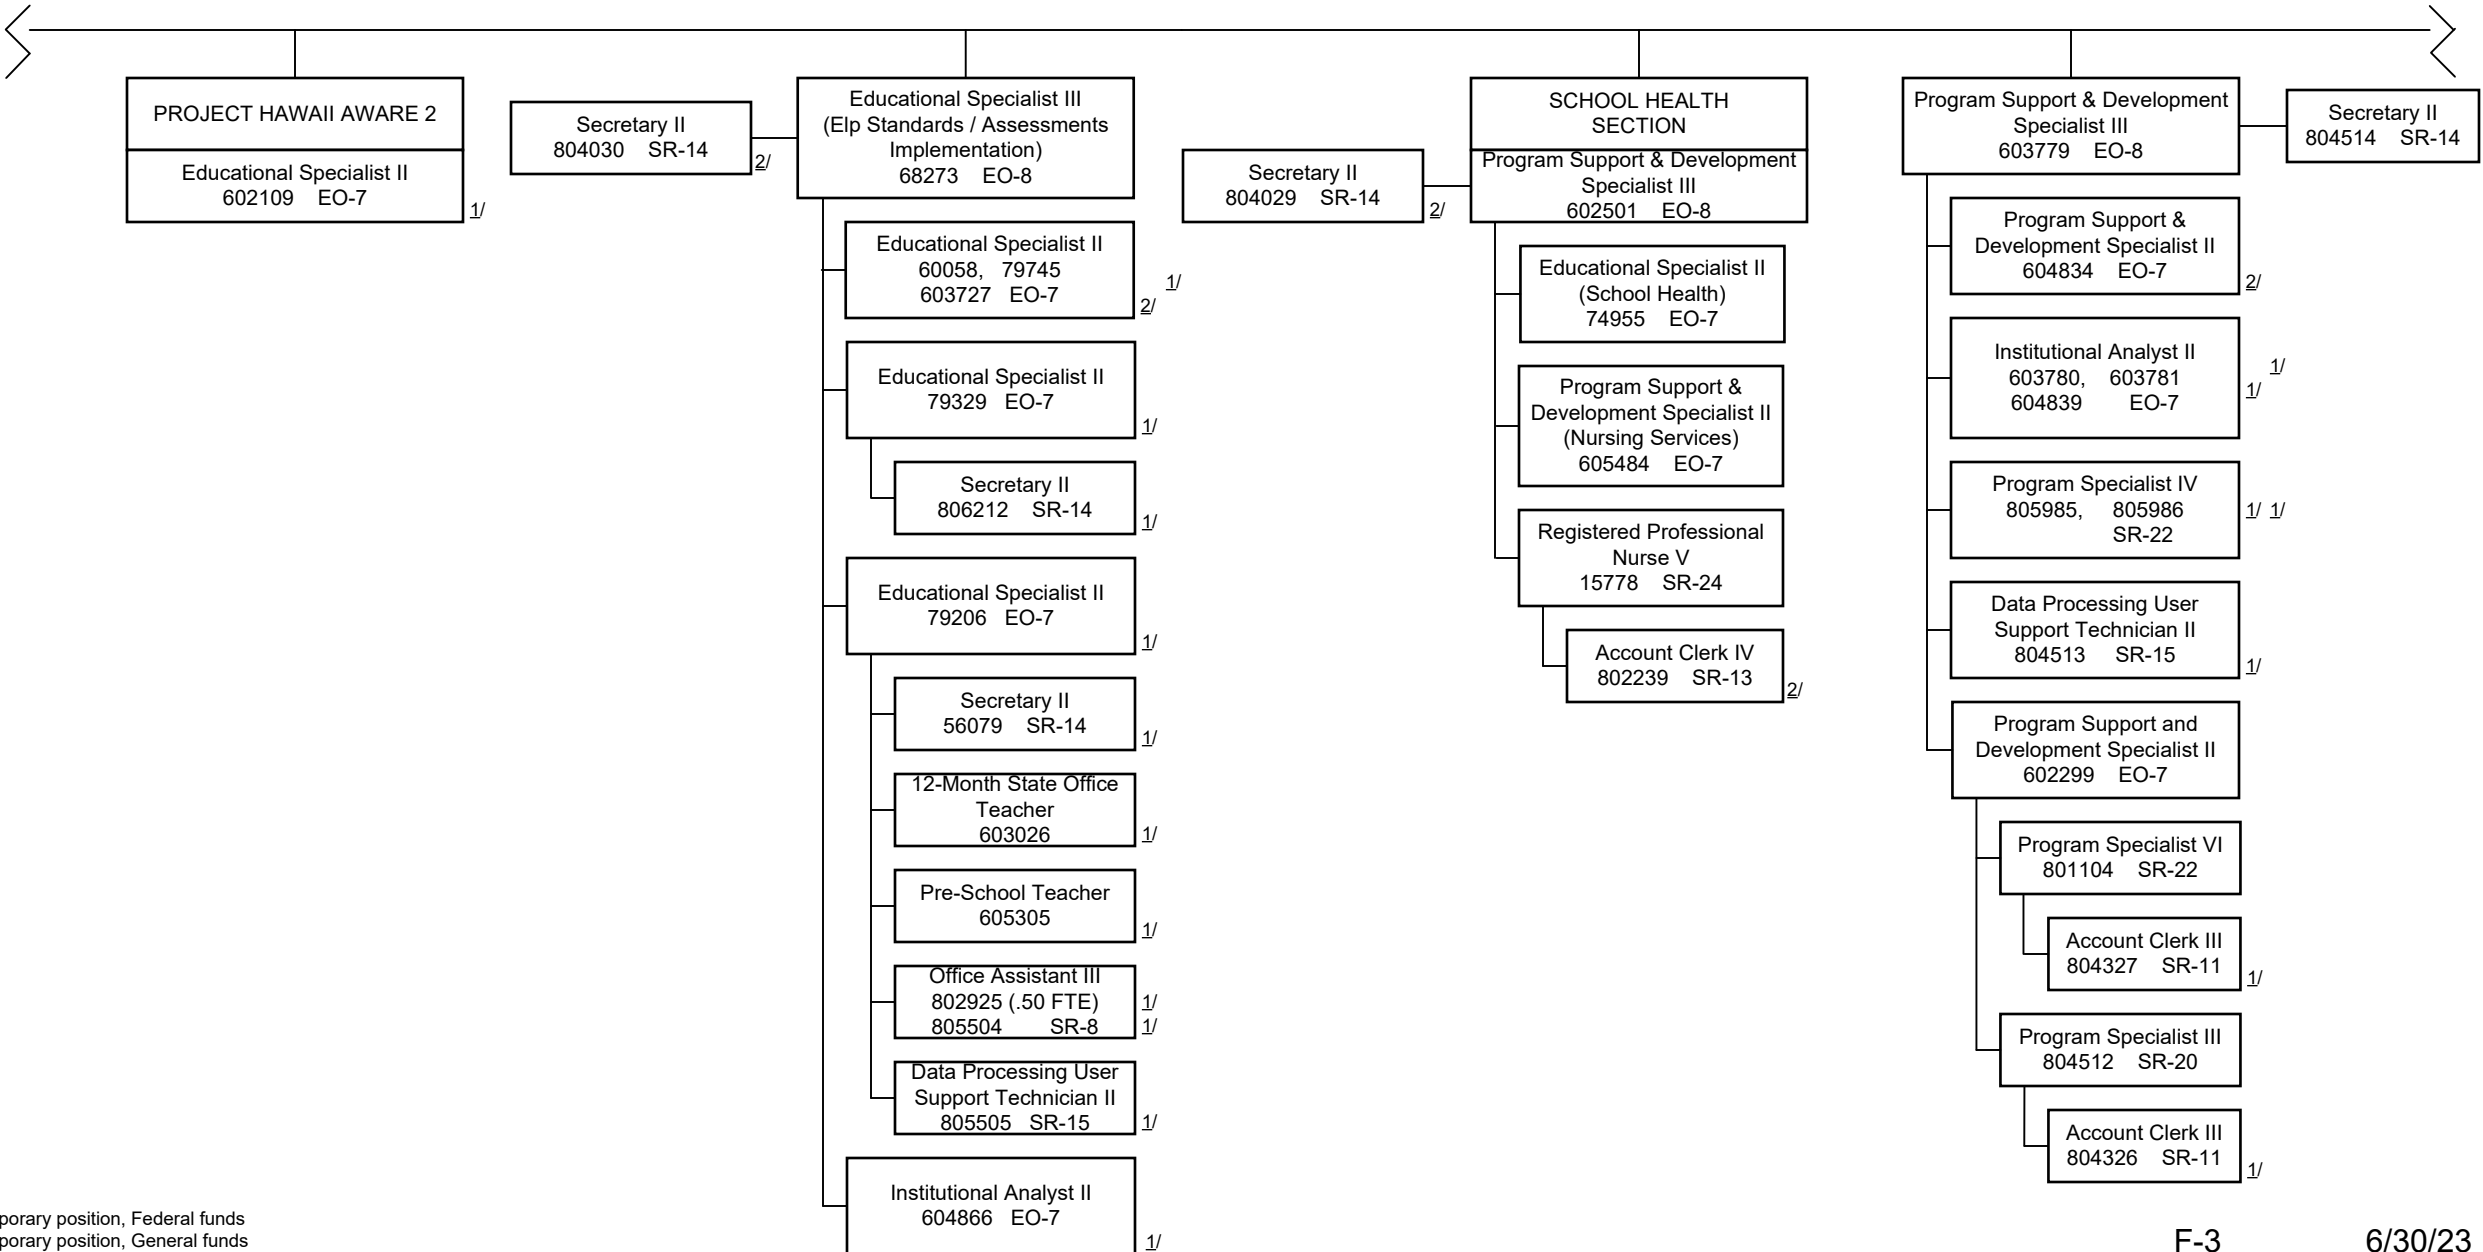 PROJECT HAWAII AWARE 2
Educational Specialist II
602109 EO-7
1/
Secretary II
804030 SR-14
2/
Educational Specialist III
(Elp Standards / Assessments
Implementation)
68273 EO-8
Educational Specialist II
60058, 79745
603727 EO-7
1/
2/
Educational Specialist II
79329 EO-7
1/
Secretary II
806212 SR-14
1/
Educational Specialist II
79206 EO-7
1/
Secretary II
56079 SR-14
1/
12-Month State Office
Teacher
603026
1/
Pre-School Teacher
605305
1/
Office Assistant III
802925 (.50 FTE)
1/
805504 SR-8
1/
Data Processing User
Support Technician II
805505 SR-15
1/
Institutional Analyst II
604866 EO-7
1/
Secretary II
804029 SR-14
2/
SCHOOL HEALTH
SECTION
Program Support & Development
Specialist III
602501 EO-8
Educational Specialist II
(School Health)
74955 EO-7
Program Support &
Development Specialist II
(Nursing Services)
605484 EO-7
Registered Professional
Nurse V
15778 SR-24
Account Clerk IV
802239 SR-13
2/
Program Support & Development
Specialist III
603779 EO-8
Secretary II
804514 SR-14
Program Support &
Development Specialist II
604834 EO-7
2/
Institutional Analyst II
603780, 603781
604839 EO-7
1/
1/
Program Specialist IV
805985, 805986
SR-22
1/ 1/
Data Processing User
Support Technician II
804513 SR-15
1/
Program Support and
Development Specialist II
602299 EO-7
Program Specialist VI
801104 SR-22
Account Clerk III
804327 SR-11
1/
Program Specialist III
804512 SR-20
Account Clerk III
804326 SR-11
1/
porary position, Federal funds
porary position, General funds
F-3 6/30/23